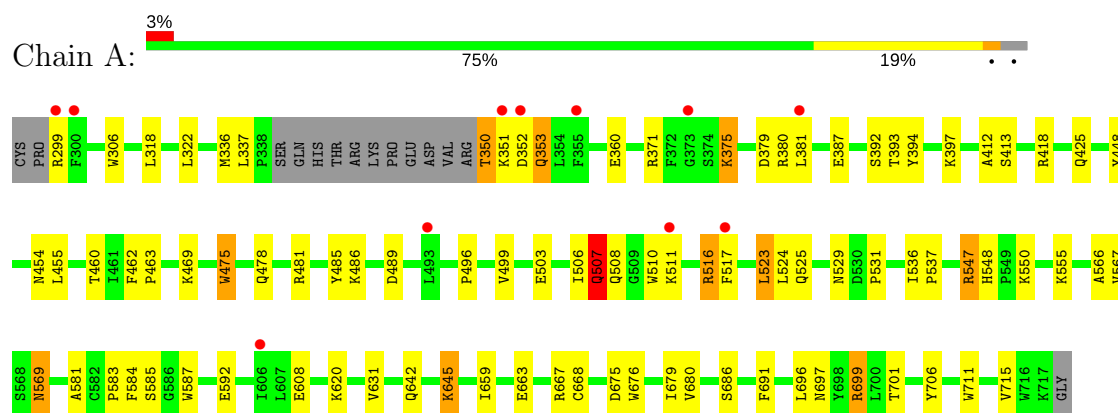 3%
Chain A:
75% 19% • •
CYS PRO R299 F300 W306 L318 L322 M336 L337 P338 SER GLN HIS THR ARG LYS PRO GLU ASP VAL ARG T350 K351 D352 Q353 L354 F355 E360 R371 F372 G373 S374 K375 D379 R380 L381 E387 S392 T393 Y394 K397 A412 S413 R418 Q425
N454 L455 T460 I461 F462 P463 K469 W475 Q478 R481 Y485 K486 D489 L493 P496 V499 E503 I506 Q507 Q508 G509 W510 K511 R516 F517 L523 L524 Q525 N529 D530 P531 I536 P537 R547 H548 P549 K550 K555 A566
S568 N569 A581 C582 P583 F584 S585 G586 W587 E592 I606 L607 E608 K620 V631 Q642 K645 I659 E663 R667 C668 D675 W676 I679 V680 S686 F691 L696 N697 Y698 R699 L700 T701 Y706 W711 V715 W716 K717 GLY